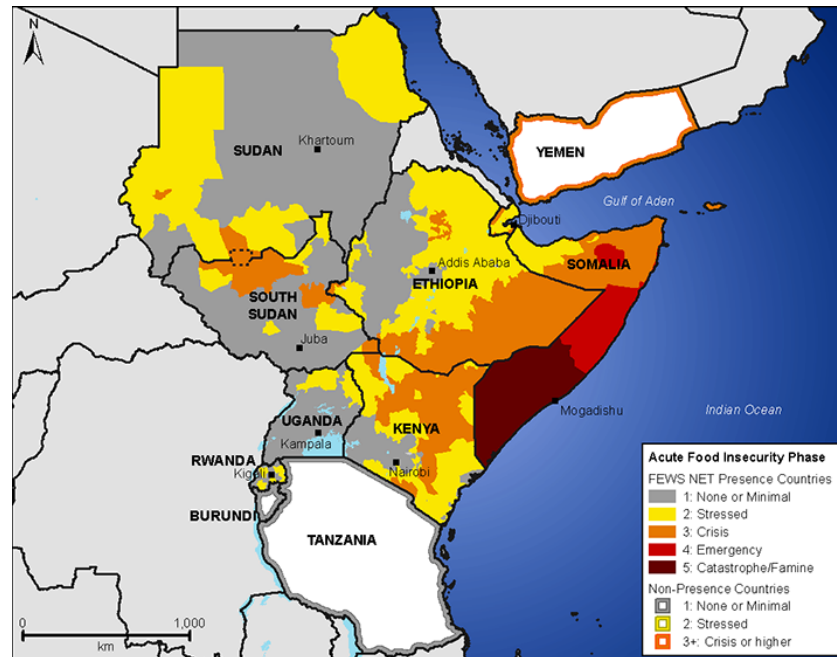 N
Khartoum
SUDAN
YEMEN
Gulf of Aden
Djibouti
Addis Ababa
ETHIOPIA
SOMALIA
SOUTH
SUDAN
Juba
Mogadishu
Indian Ocean
UGANDA
Kampala
KENYA
Nairobi
RWANDA
Kigali
BURUNDI
TANZANIA
0
1,000
km
Acute Food Insecurity Phase
FEWS NET Presence Countries
1: None or Minimal
2: Stressed
3: Crisis
4: Emergency
5: Catastrophe/Famine
Non-Presence Countries
1: None or Minimal
2: Stressed
3+: Crisis or higher